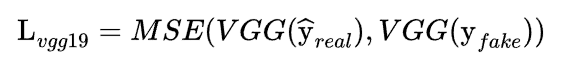 L_{vgg19} = MSE(VGG(ŷ_{real}), VGG(y_{fake}))